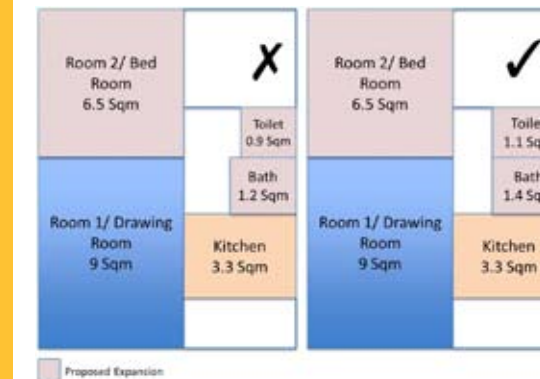 Room 2/ Bed
Room
6.5 Sqm
✗
Toilet
0.9 Sqm
Bath
1.2 Sqm
Room 1/ Drawing
Room
9 Sqm
Kitchen
3.3 Sqm
Room 2/ Bed
Room
6.5 Sqm
✓
Toile
1.1 Sq
Bath
1.4 Sq
Room 1/ Drawing
Room
9 Sqm
Kitchen
3.3 Sqm
Proposed Expansion